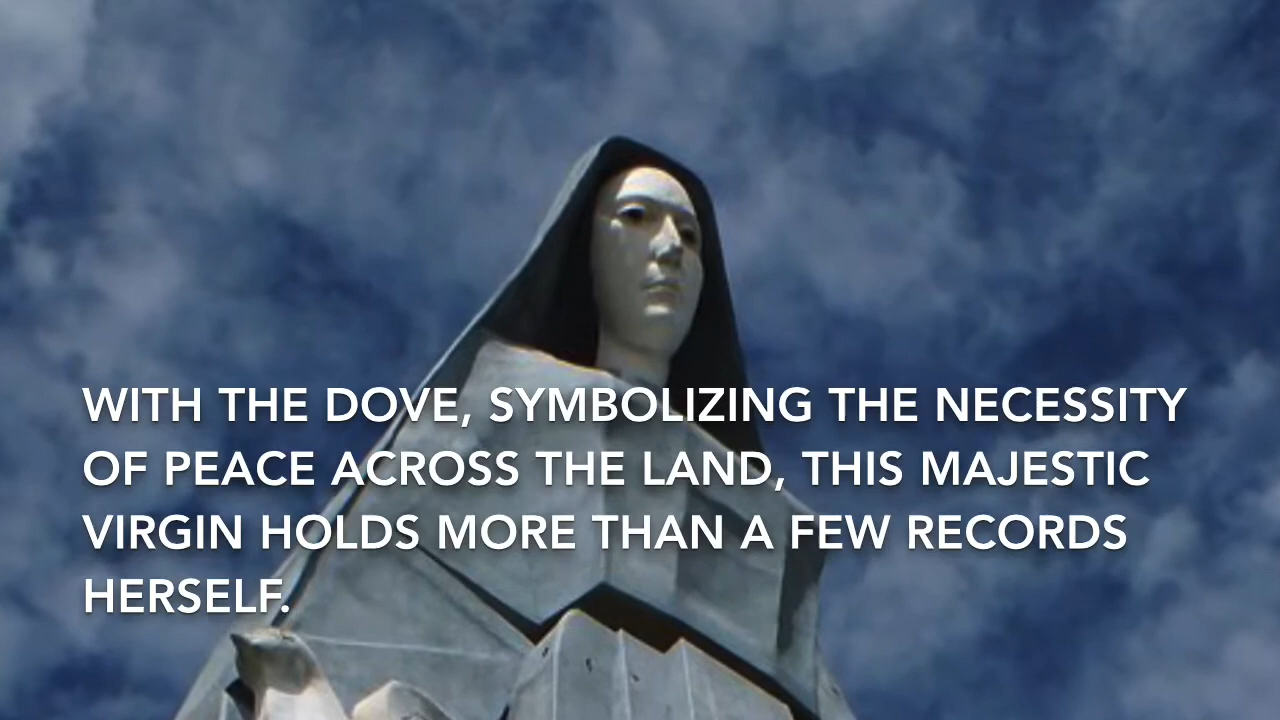 WITH THE DOVE, SYMBOLIZING THE NECESSITY
OF PEACE ACROSS THE LAND, THIS MAJESTIC
VIRGIN HOLDS MORE THAN A FEW RECORDS
HERSELF.